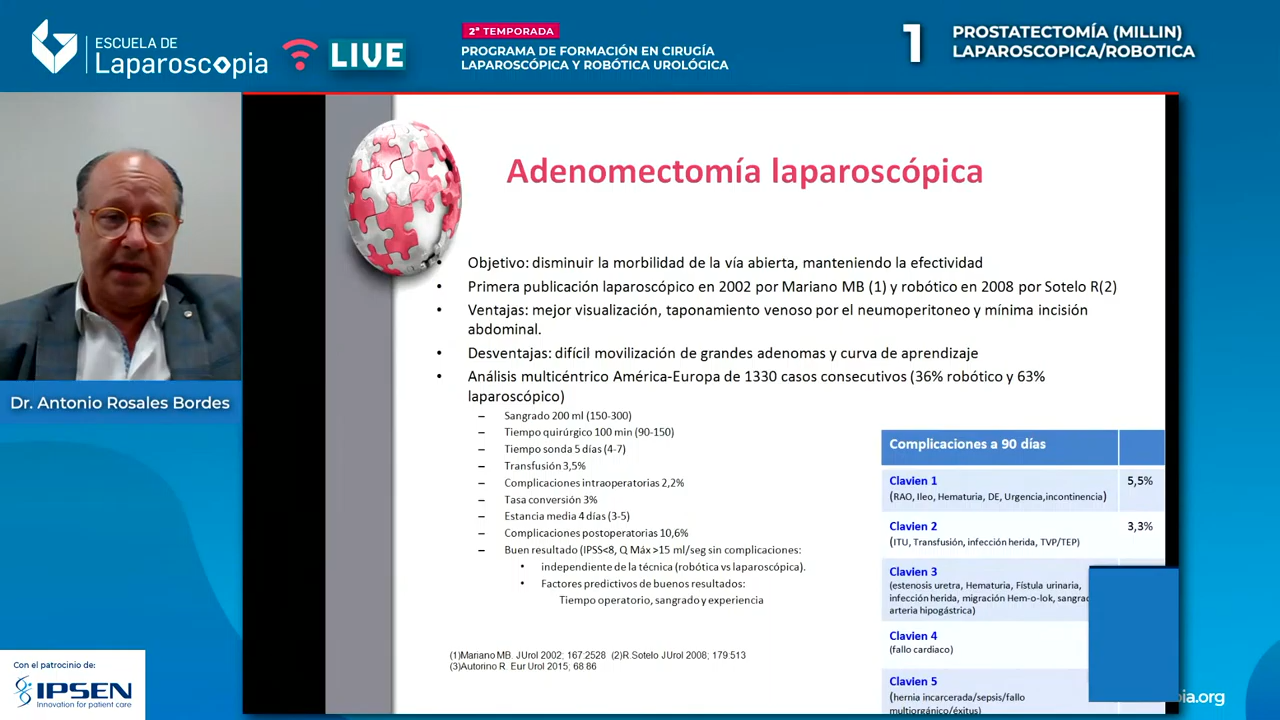 ESCUELA DE
Laparoscopia
LIVE
2ª TEMPORADA
PROGRAMA DE FORMACIÓN EN CIRUGÍA
LAPAROSCÓPICA Y ROBÓTICA UROLÓGICA
1
PROSTATECTOMÍA (MILLIN)
LAPAROSCOPICA/ROBOTICA
Dr. Antonio Rosales Bordes
Adenomectomía laparoscópica
• Objetivo: disminuir la morbilidad de la vía abierta, manteniendo la efectividad
• Primera publicación laparoscópico en 2002 por Mariano MB (1) y robótico en 2008 por Sotelo R(2)
• Ventajas: mejor visualización, taponamiento venoso por el neumoperitoneo y mínima incisión
abdominal.
• Desventajas: difícil movilización de grandes adenomas y curva de aprendizaje
• Análisis multicéntrico América-Europa de 1330 casos consecutivos (36% robótico y 63%
laparoscópico)
– Sangrado 200 ml (150-300)
– Tiempo quirúrgico 100 min (90-150)
– Tiempo sonda 5 días (4-7)
– Transfusión 3,5%
– Complicaciones intraoperatorias 2,2%
– Tasa conversión 3%
– Estancia media 4 días (3-5)
– Complicaciones postoperatorias 10,6%
– Buen resultado (IPSS<8, Q Máx >15 ml/seg sin complicaciones:
• independiente de la técnica (robótica vs laparoscópica).
• Factores predictivos de buenos resultados:
Tiempo operatorio, sangrado y experiencia
(1)Mariano MB. JUrol 2002; 167:2528 (2)R.Sotelo JUrol 2008; 179:513
(3)Autorino R. Eur Urol 2015; 68:86
Complicaciones a 90 días
Clavien 1 5,5%
(RAO, Ileo, Hematuria, DE, Urgencia,incontinencia)
Clavien 2 3,3%
(ITU, Transfusión, infección herida, TVP/TEP)
Clavien 3
(estenosis uretra, Hematuria, Fístula urinaria,
infección herida, migración Hem-o-lok,
arteria hipogástrica)
Clavien 4
(fallo cardiaco)
Clavien 5
(hernia incarcerada/sepsis/fallo
multiorgánico/éxitus)
Con el patrocinio de:
IPSEN
Innovation for patient care
ia.org